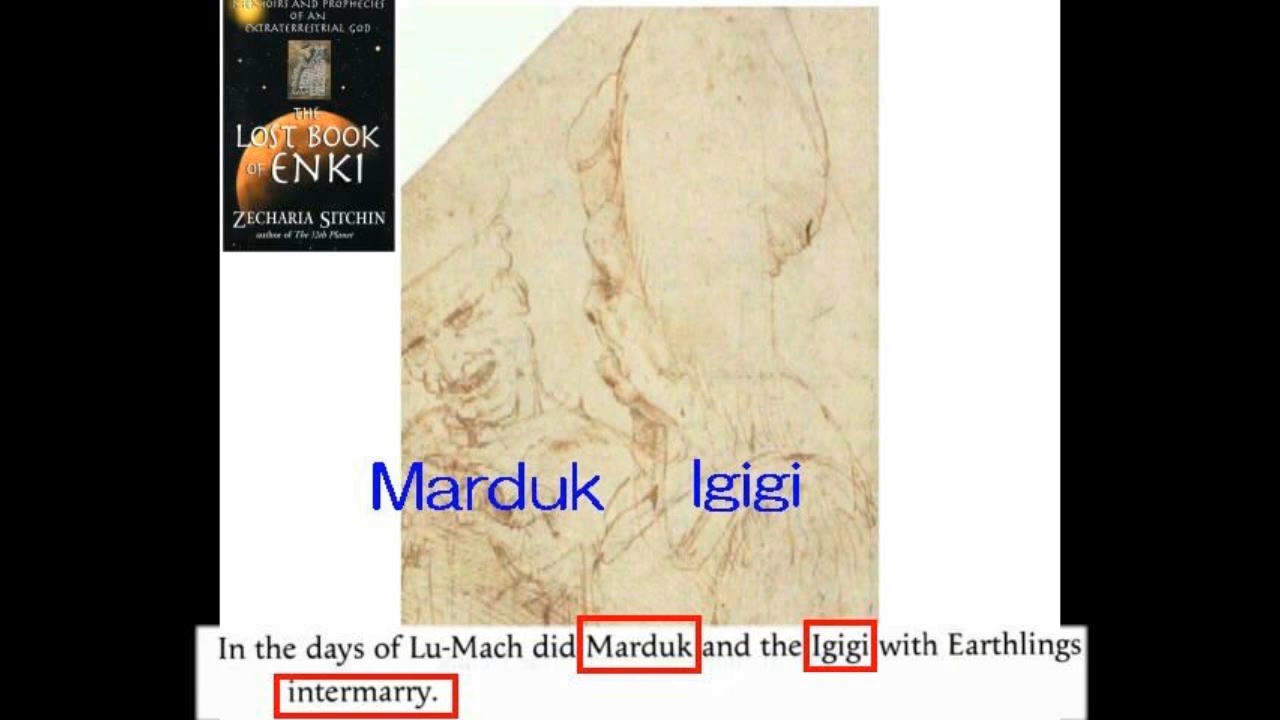 MEMOIRS AND PROPHECIES
OF AN
EXTRATERRESTRIAL GOD
THE
LOST BOOK
OF ENKI
ZECHARIA SITCHIN
author of The 12th Planet
Marduk Igigi
In the days of Lu-Mach did Marduk and the Igigi with Earthlings
intermarry.